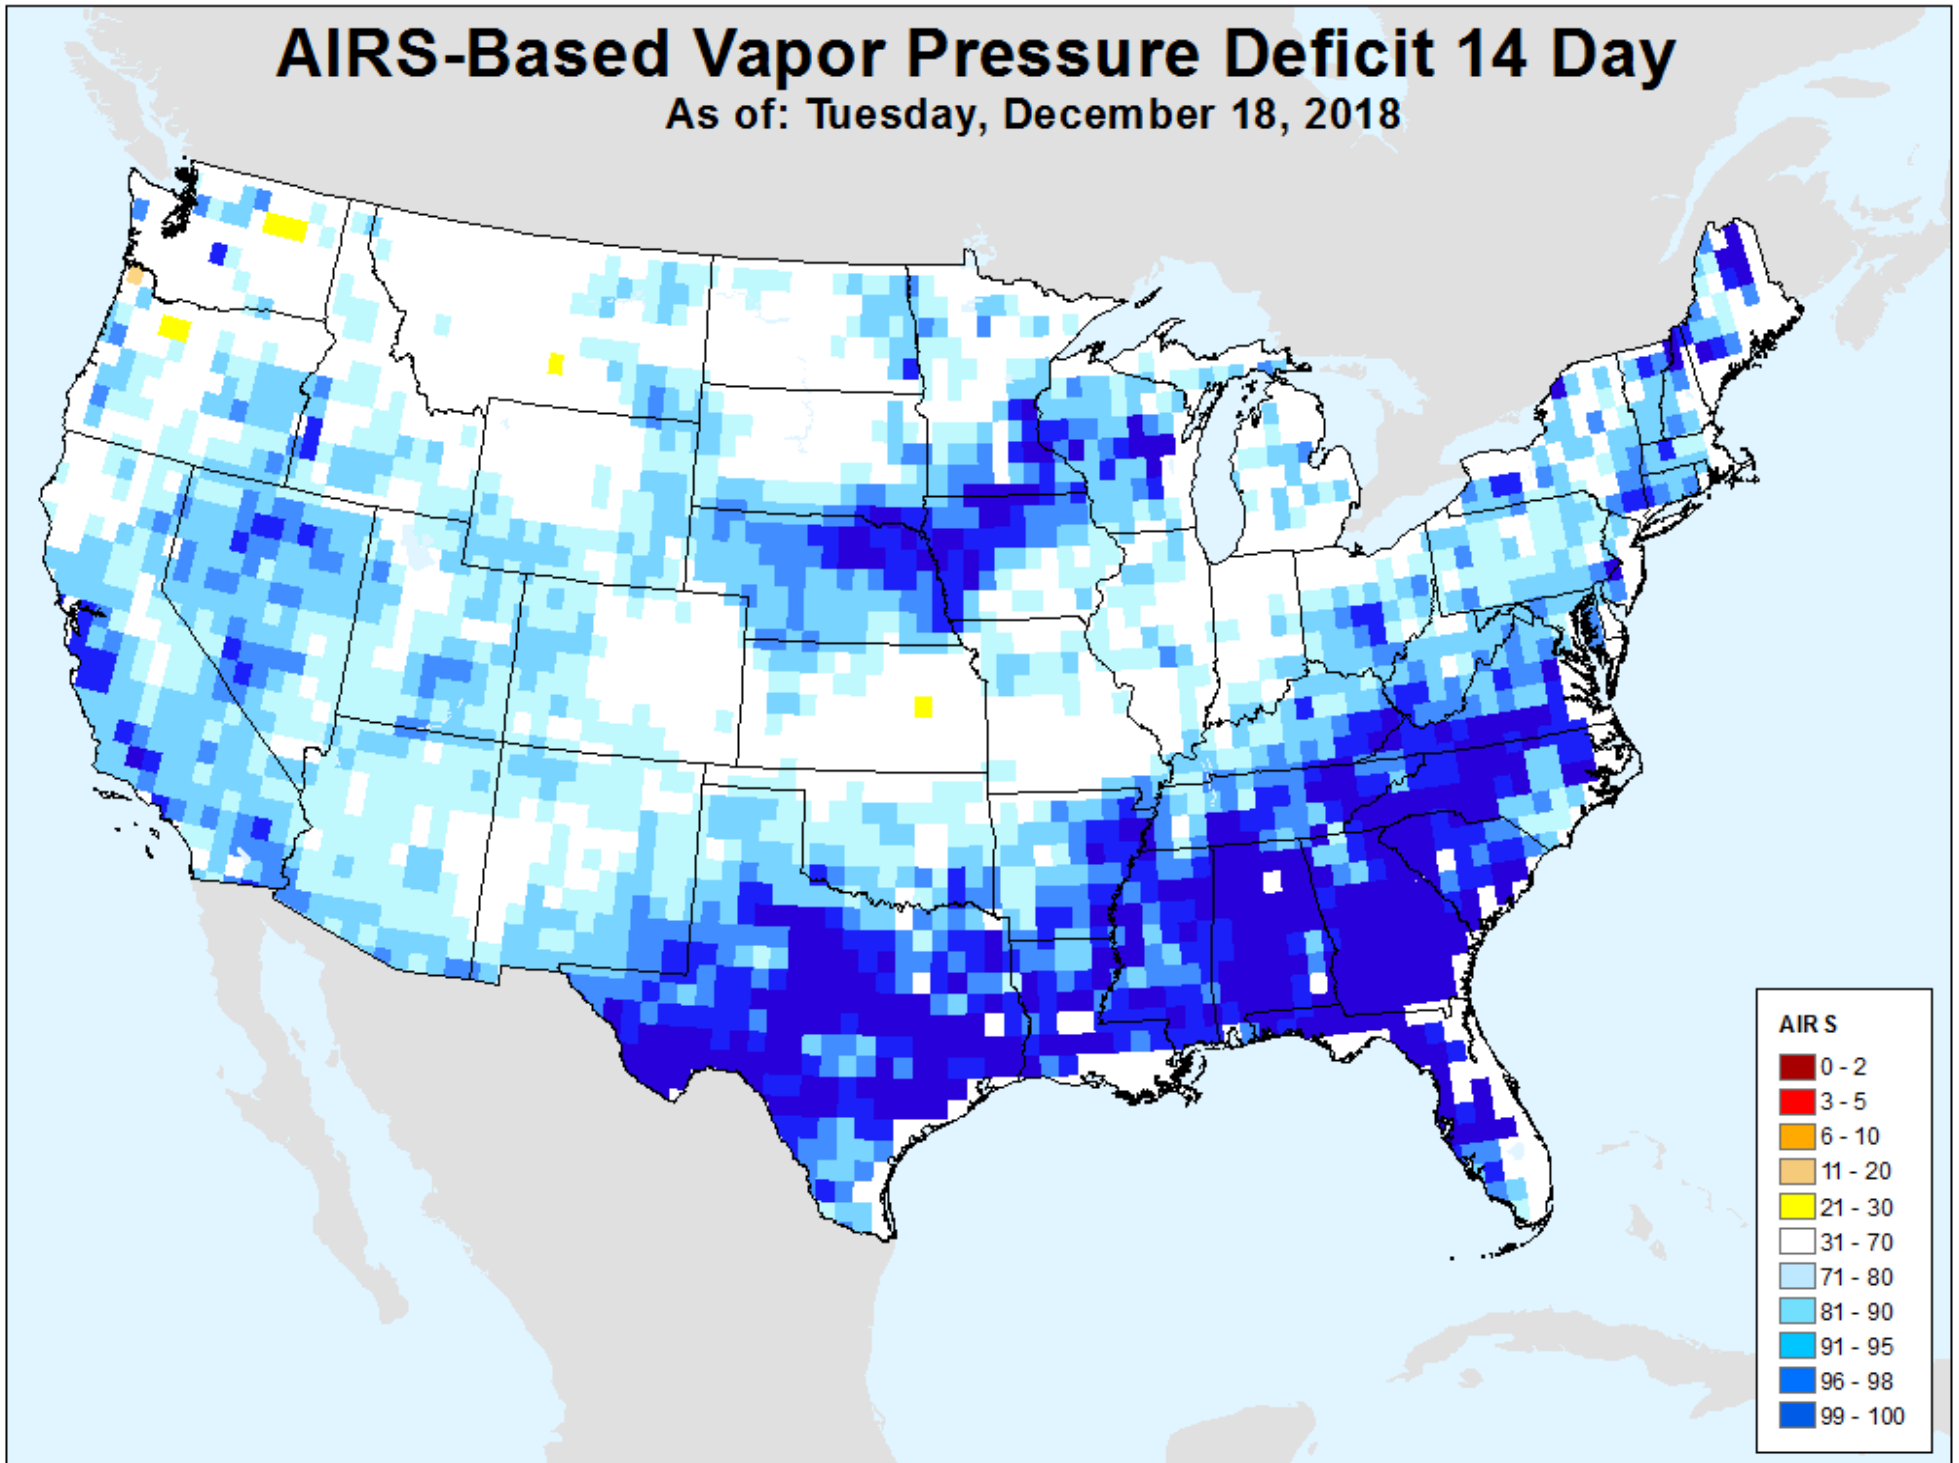 AIRS-Based Vapor Pressure Deficit 14 Day
As of: Tuesday, December 18, 2018
AIRS
0 - 2
3 - 5
6 - 10
11 - 20
21 - 30
31 - 70
71 - 80
81 - 90
91 - 95
96 - 98
99 - 100